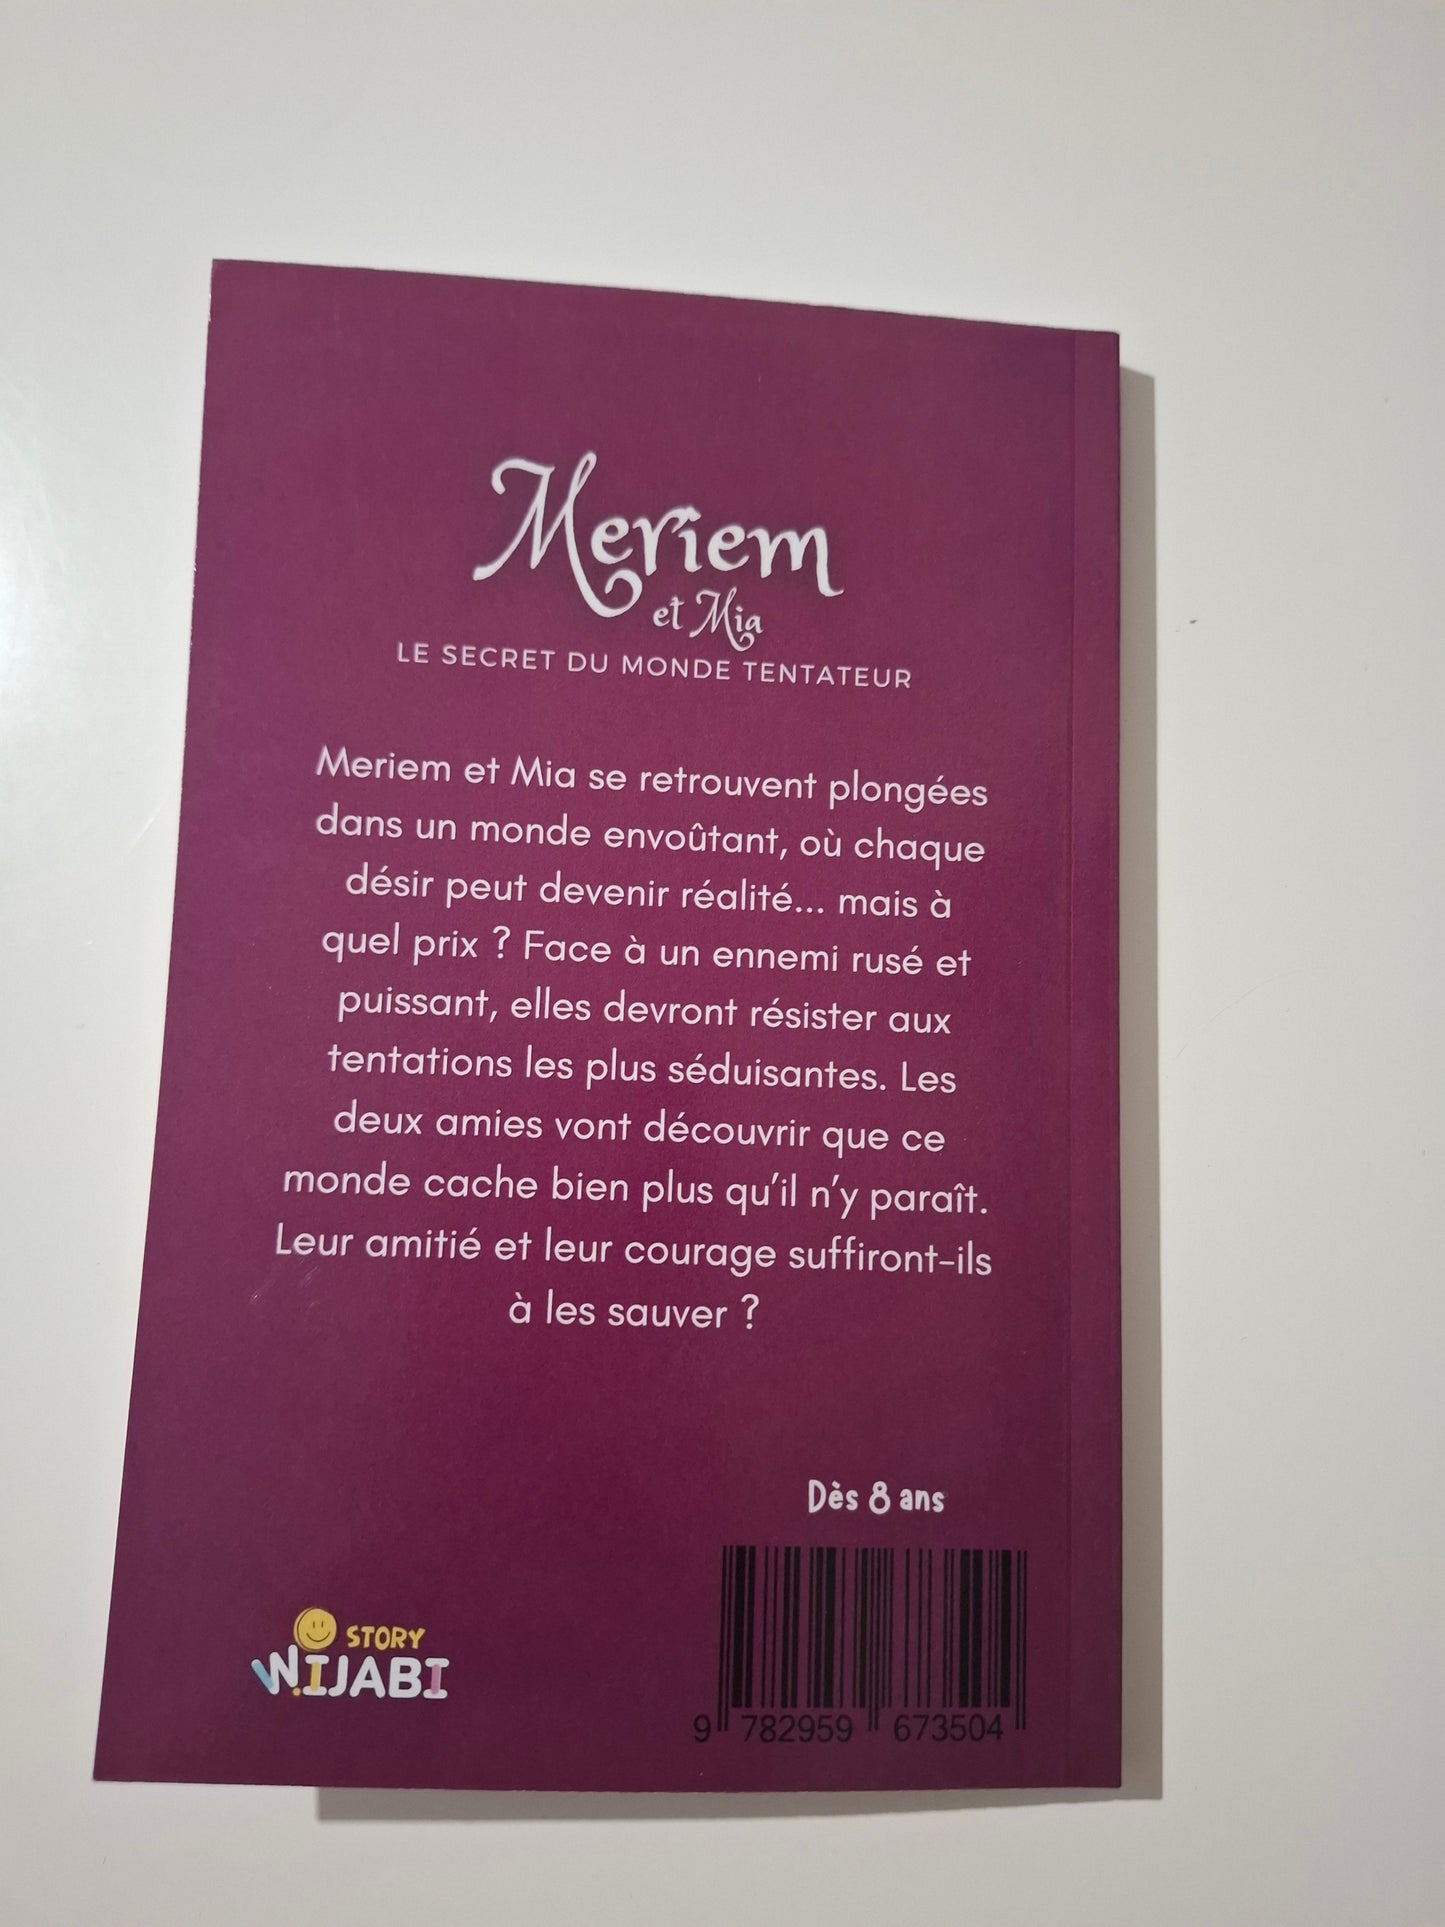 Meriem
et Mia
LE SECRET DU MONDE TENTATEUR
Meriem et Mia se retrouvent plongées
dans un monde envoûtant, où chaque
désir peut devenir réalité... mais à
quel prix ? Face à un ennemi rusé et
puissant, elles devront résister aux
tentations les plus séduisantes. Les
deux amies vont découvrir que ce
monde cache bien plus qu'il n'y paraît.
Leur amitié et leur courage suffiront-ils
à les sauver ?
Dès 8 ans
STORY
NIJABI
9 782959 673504